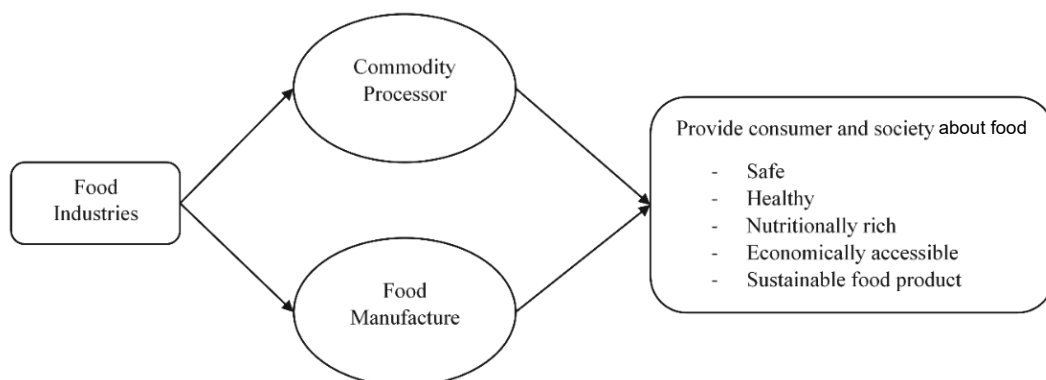 Food
Industries
Commodity
Processor
Food
Manufacture
Provide consumer and society about food
- Safe
- Healthy
- Nutritionally rich
- Economically accessible
- Sustainable food product